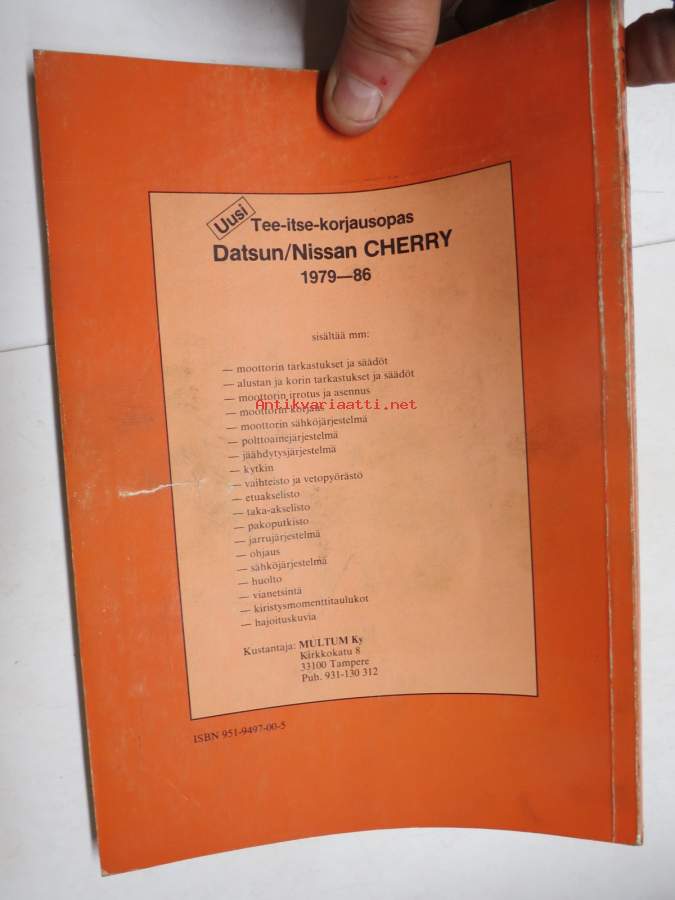 Uusi
Tee-itse-korjausopas
Datsun/Nissan CHERRY
1979—86
sisältää mm:
— moottorin tarkastukset ja säädöt
— alustan ja korin tarkastukset ja säädöt
— moottorin irrotus ja asennus
Antikvariaatti.net
— moottorin korjaus
— moottorin sähköjärjestelmä
— polttoainejärjestelmä
— jäähdytysjärjestelmä
— kytkin
— vaihteisto ja vetopyörästö
— etuakselisto
— taka-akselisto
— pakoputkisto
— jarrujärjestelmä
— ohjaus
— sähköjärjestelmä
— huolto
— vianetsintä
— kiristysmomenttitaulukot
— hajoituskuvia
Kustantaja: MULTUM Ky
Kirkkokatu 8
33100 Tampere
Puh. 931-130 312
ISBN 951-9497-00-5